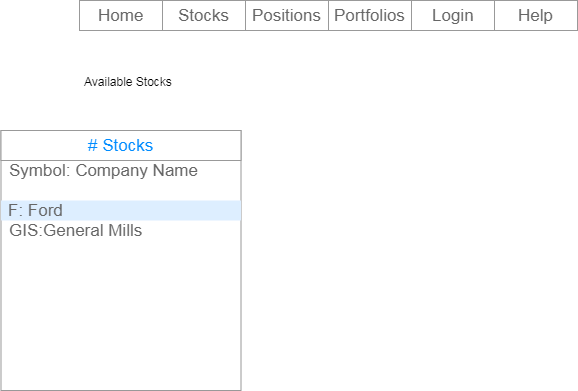 Home Stocks Positions Portfolios Login Help
Available Stocks
# Stocks
Symbol: Company Name
F: Ford
GIS:General Mills